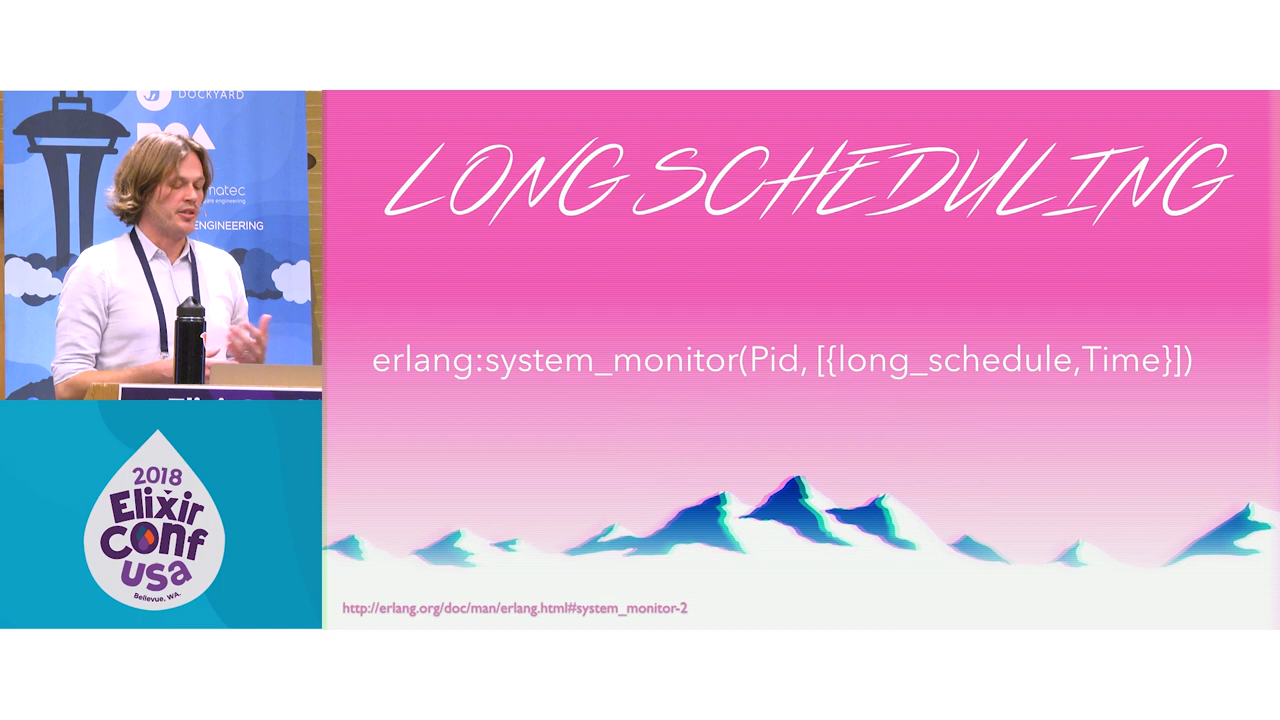 DOCKYARD
ENGINEERING
2018
Elixir
Conf
USA
Bellevue, WA.
LONG SCHEDULING
erlang:system_monitor(Pid, [{long_schedule,Time}])
http://erlang.org/doc/man/erlang.html#system_monitor-2